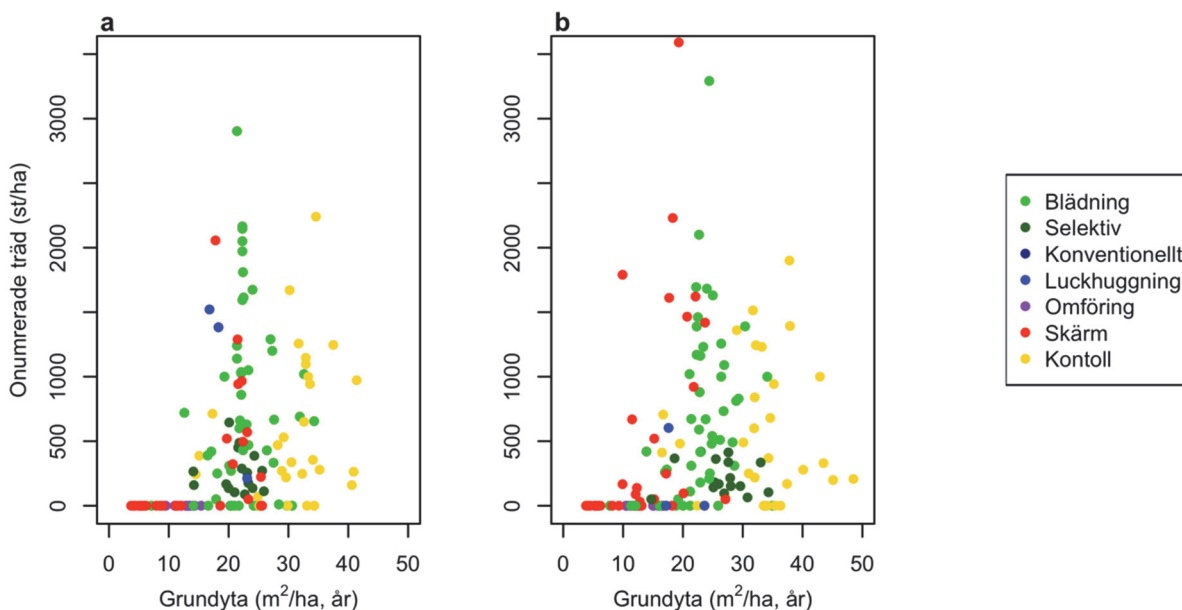 a
b
Onumrerade träd (st/ha)
3000
2000
1000
500
0
3000
2000
1000
500
0
0 10 20 30 40 50
0 10 20 30 40 50
Grundyta (m²/ha, år)
Grundyta (m²/ha, år)
Blädning
Selektiv
Konventionellt
Luckhuggning
Omföring
Skärm
Kontoll